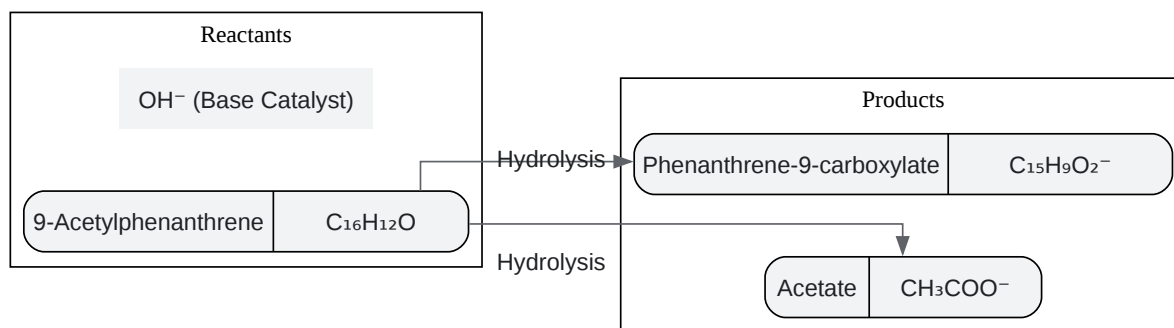 Reactants
OH⁻ (Base Catalyst)
9-Acetylphenanthrene C₁₆H₁₂O
Hydrolysis
Hydrolysis
Products
Phenanthrene-9-carboxylate C₁₅H₉O₂⁻
Acetate CH₃COO⁻